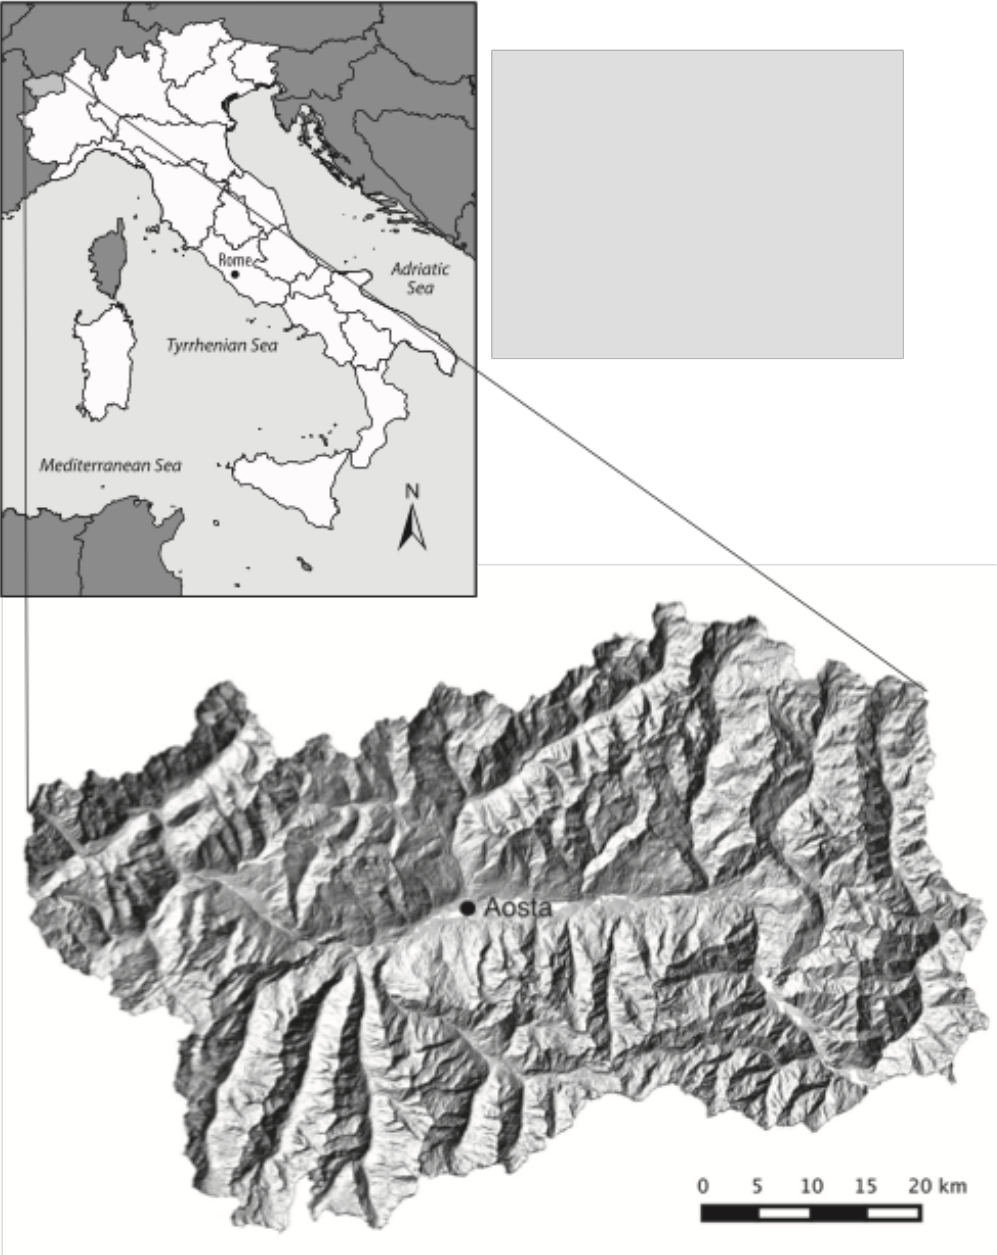 Rome
Adriatic
Sea
Tyrrhenian Sea
Mediterranean Sea
N
Aosta
0 5 10 15 20 km